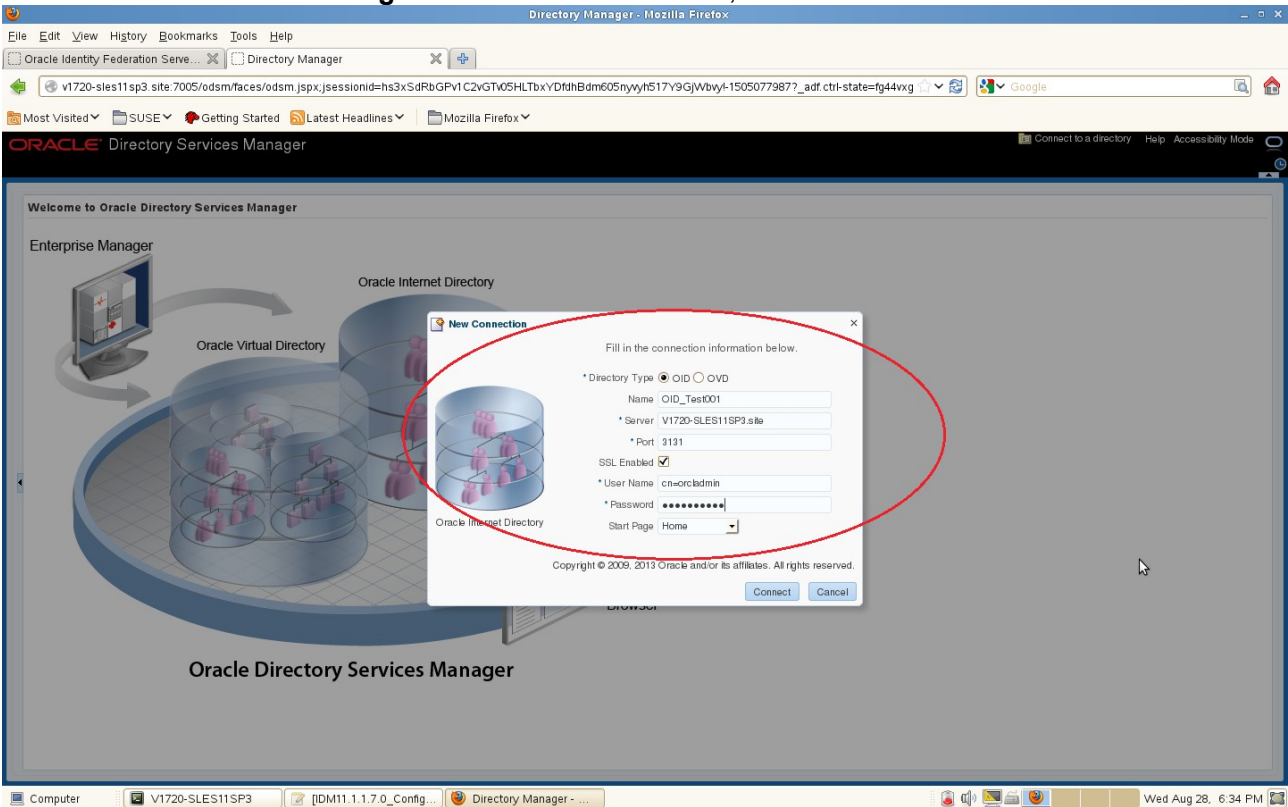 Directory Manager - Mozilla Firefox
File Edit View History Bookmarks Tools Help
Oracle Identity Federation Serve... Directory Manager
v1720-sles11sp3.site:7005/odsm/faces/odsm.jspx;jsessionid=hs3xSdRbGPV1C2vGTv05HLTbxYDfdhBdm605nyvyh517Y9GjWbvyl-1505077987?_adf.ctrl-state=fg44vxg Google
Most Visited SUSE Getting Started Latest Headlines Mozilla Firefox
ORACLE Directory Services Manager
Connect to a directory Help Accessibility Mode
Welcome to Oracle Directory Services Manager
Enterprise Manager
Oracle Internet Directory
Oracle Virtual Directory
New Connection
Fill in the connection information below.
* Directory Type OID OVD
Name OID_Test001
* Server V1720-SLES11SP3.site
* Port 3131
SSL Enabled
* User Name cn=orcladmin
* Password ●●●●●●●●●●
Oracle Internet Directory
Start Page Home
Copyright © 2009, 2013 Oracle and/or its affiliates. All rights reserved.
Connect Cancel
Browser
Oracle Directory Services Manager
Computer V1720-SLES11SP3 [IDM11.1.1.7.0_Config... Directory Manager - ... Wed Aug 28, 6:34 PM